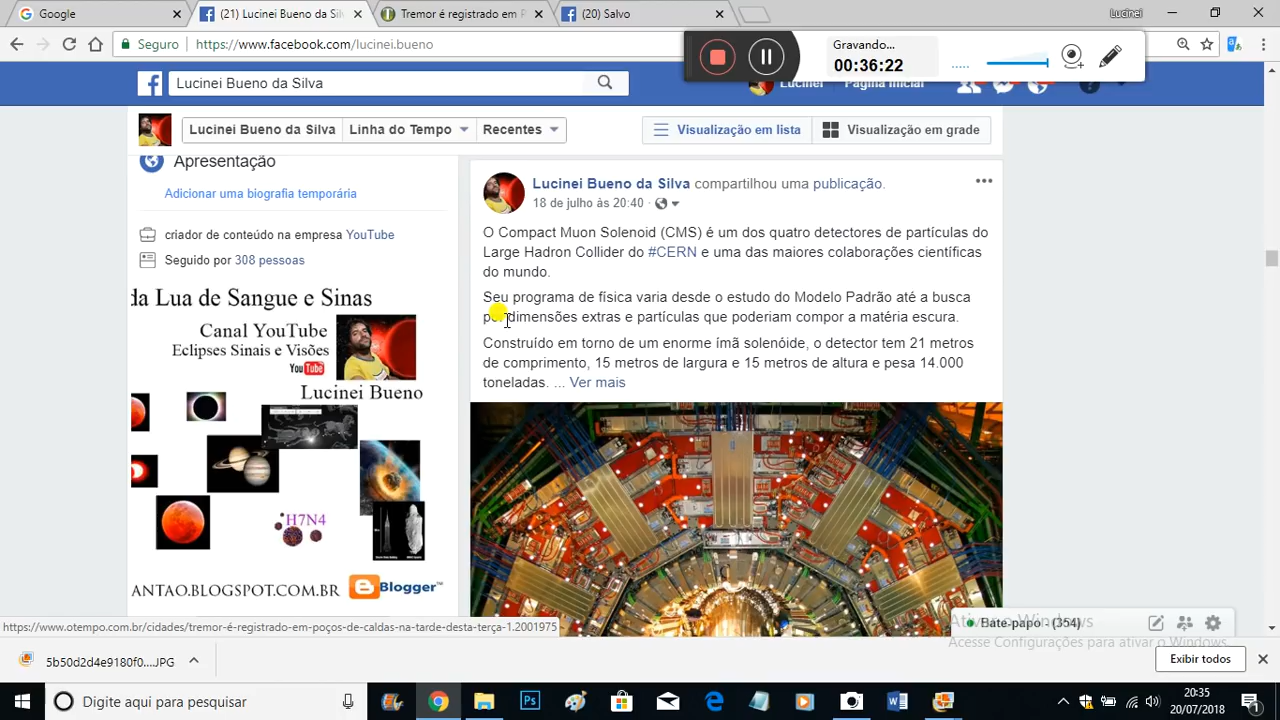 Google
(21) Lucinei Bueno da Sil
Tremor é registrado em P
(20) Salvo
Lucinei
Seguro
https://www.facebook.com/lucinei.bueno
Gravando...
00:36:22
Lucinei Bueno da Silva
Lucinei
Página inicial
Lucinei Bueno da Silva
Linha do Tempo
Recentes
Visualização em lista
Visualização em grade
Apresentação
Adicionar uma biografia temporária
criador de conteúdo na empresa YouTube
Seguido por 308 pessoas
da Lua de Sangue e Sinas
Canal YouTube
Eclipses Sinais e Visões
You Tube
Lucinei Bueno
H7N4
ANTAO.BLOGSPOT.COM.BR
Blogger™
Lucinei Bueno da Silva compartilhou uma publicação.
18 de julho às 20:40
O Compact Muon Solenoid (CMS) é um dos quatro detectores de partículas do
Large Hadron Collider do #CERN e uma das maiores colaborações científicas
do mundo.
Seu programa de física varia desde o estudo do Modelo Padrão até a busca
por dimensões extras e partículas que poderiam compor a matéria escura.
Construído em torno de um enorme ímã solenóide, o detector tem 21 metros
de comprimento, 15 metros de largura e 15 metros de altura e pesa 14.000
toneladas. ... Ver mais
https://www.otempo.com.br/cidades/tremor-é-registrado-em-poços-de-caldas-na-tarde-desta-terça-1.2001975
Bate-papo (354)
Ativar o Windows
Acesse Configurações para ativar o Windows.
5b50d2d4e9180f0....JPG
Exibir todos
Digite aqui para pesquisar
20:35
20/07/2018
1